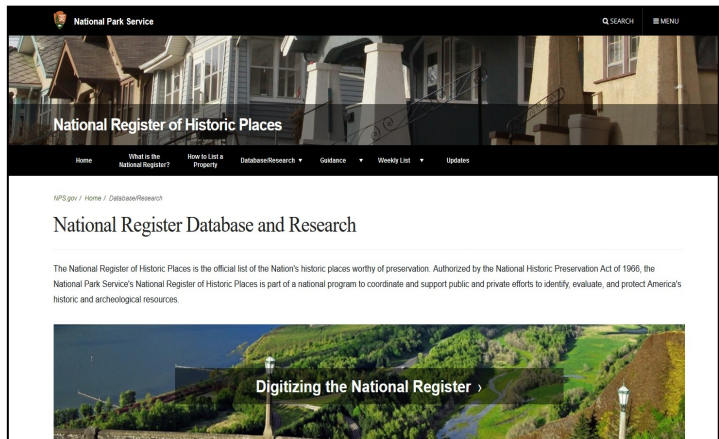 National Park Service
SEARCH
MENU
National Register of Historic Places
Home
What is the
National Register?
How to List a
Property
Database/Research
Guidance
Weekly List
Updates
NPS.gov / Home / Database/Research
National Register Database and Research
The National Register of Historic Places is the official list of the Nation's historic places worthy of preservation. Authorized by the National Historic Preservation Act of 1966, the
National Park Service's National Register of Historic Places is part of a national program to coordinate and support public and private efforts to identify, evaluate, and protect America's
historic and archeological resources.
Digitizing the National Register ›